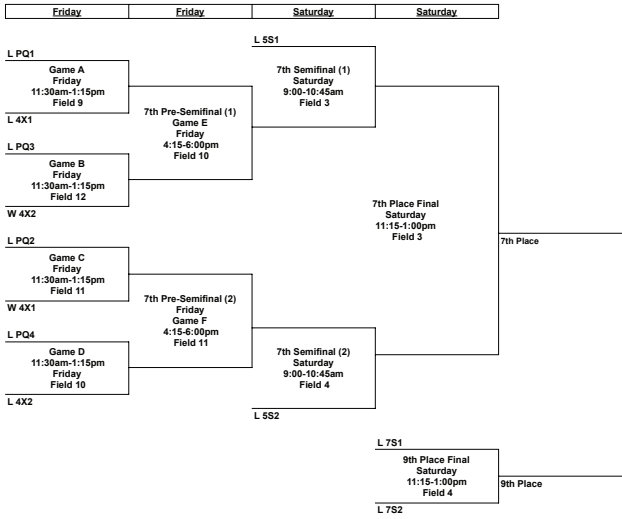 Friday
Friday
Saturday
Saturday
L PQ1
Game A
Friday
11:30am-1:15pm
Field 9
L 4X1
L PQ3
Game B
Friday
11:30am-1:15pm
Field 12
W 4X2
L PQ2
Game C
Friday
11:30am-1:15pm
Field 11
W 4X1
L PQ4
Game D
11:30am-1:15pm
Friday
Field 10
L 4X2
7th Pre-Semifinal (1)
Game E
Friday
4:15-6:00pm
Field 10
7th Pre-Semifinal (2)
Friday
Game F
4:15-6:00pm
Field 11
L 5S1
7th Semifinal (1)
Saturday
9:00-10:45am
Field 3
7th Semifinal (2)
Saturday
9:00-10:45am
Field 4
L 5S2
7th Place Final
Saturday
11:15-1:00pm
Field 3
7th Place
L 7S1
9th Place Final
Saturday
11:15-1:00pm
Field 4
L 7S2
9th Place